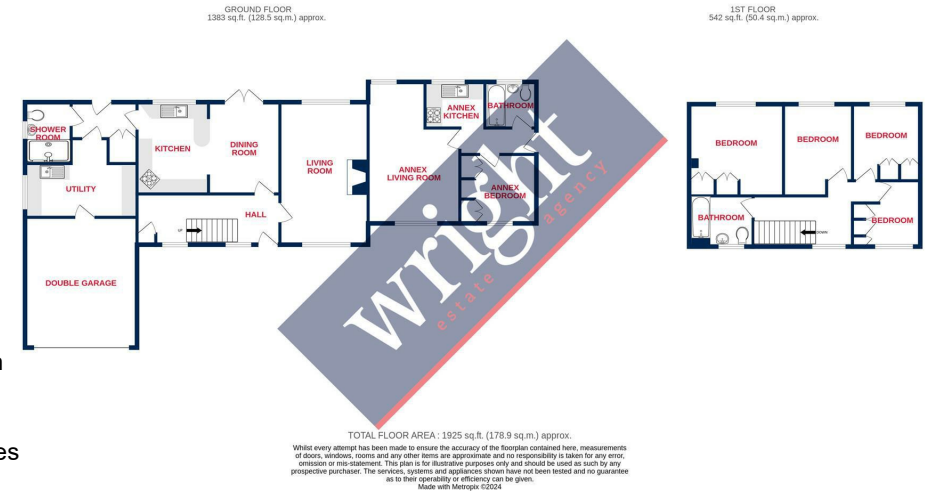 GROUND FLOOR
1383 sq.ft. (128.5 sq.m.) approx.
1ST FLOOR
542 sq.ft. (50.4 sq.m.) approx.
SHOWER
ROOM
KITCHEN
DINING
ROOM
UTILITY
LIVING
ROOM
HALL
UP
DOUBLE GARAGE
ANNEX
KITCHEN
BATHROOM
ANNEX
LIVING ROOM
ANNEX
BEDROOM
BEDROOM
BEDROOM
BEDROOM
BATHROOM
DOWN
BEDROOM
wright
estate agency
es
TOTAL FLOOR AREA : 1925 sq.ft. (178.9 sq.m.) approx.
Whilst every attempt has been made to ensure the accuracy of the floorplan contained here, measurements
of doors, windows, rooms and any other items are approximate and no responsibility is taken for any error,
omission or mis-statement. This plan is for illustrative purposes only and should be used as such by any
prospective purchaser. The services, systems and appliances shown have not been tested and no guarantee
as to their operability or efficiency can be given.
Made with Metropix ©2024